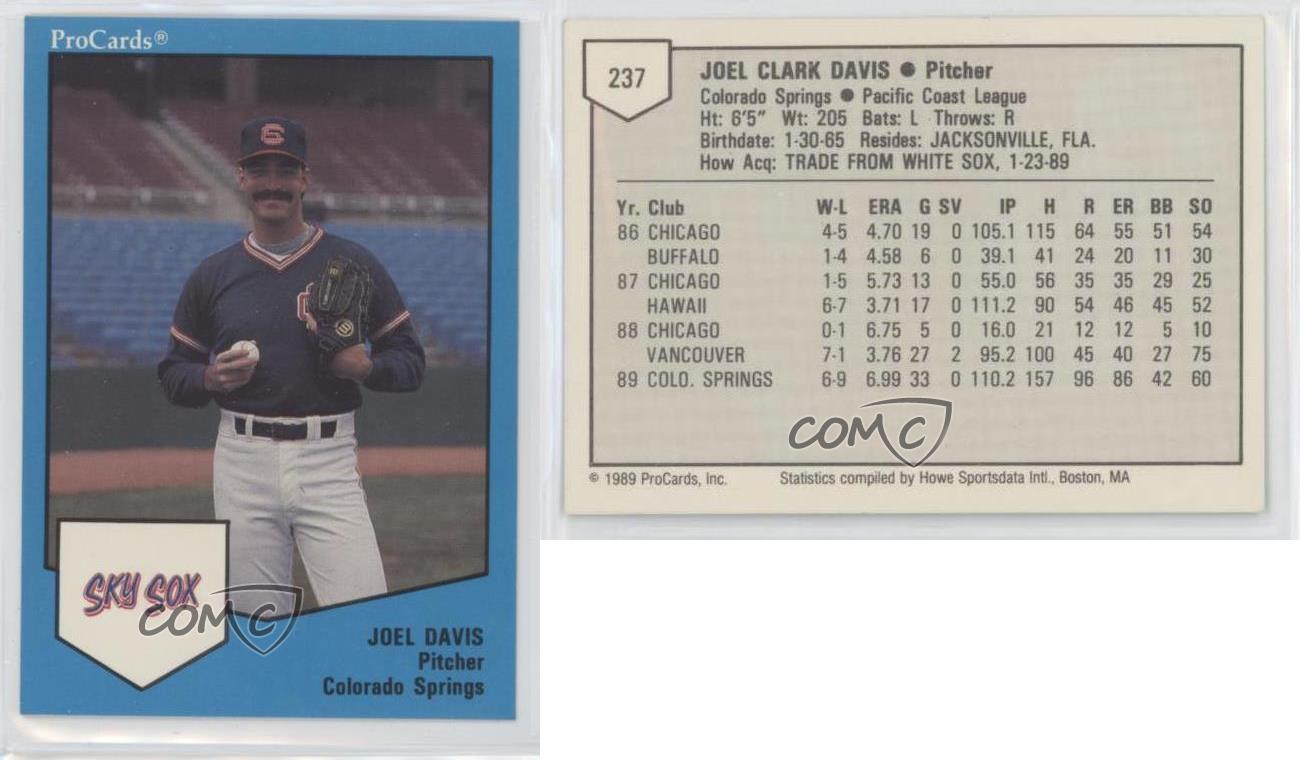 ProCards®
SKY SOX
COMC
JOEL DAVIS
Pitcher
Colorado Springs
237
JOEL CLARK DAVIS ● Pitcher
Colorado Springs ● Pacific Coast League
Ht: 6'5" Wt: 205 Bats: L Throws: R
Birthdate: 1-30-65 Resides: JACKSONVILLE, FLA.
How Acq: TRADE FROM WHITE SOX, 1-23-89
Yr. Club W-L ERA G SV IP H R ER BB SO
86 CHICAGO 4-5 4.70 19 0 105.1 115 64 55 51 54
BUFFALO 1-4 4.58 6 0 39.1 41 24 20 11 30
87 CHICAGO 1-5 5.73 13 0 55.0 56 35 35 29 25
HAWAII 6-7 3.71 17 0 111.2 90 54 46 45 52
88 CHICAGO 0-1 6.75 5 0 16.0 21 12 12 5 10
VANCOUVER 7-1 3.76 27 2 95.2 100 45 40 27 75
89 COLO. SPRINGS 6-9 6.99 33 0 110.2 157 96 86 42 60
COMC
© 1989 ProCards, Inc. Statistics compiled by Howe Sportsdata Intl., Boston, MA